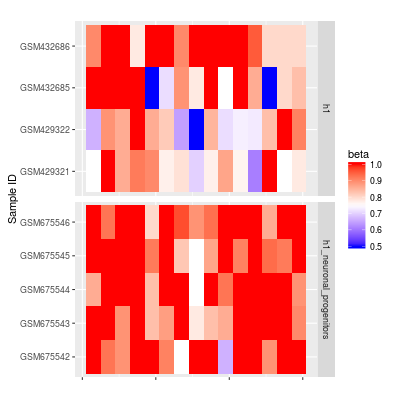 Sample ID
GSM432686
GSM432685
GSM429322
GSM429321
h1
GSM675546
GSM675545
GSM675544
GSM675543
GSM675542
h1_neuronal_progenitors
beta
1.0
0.9
0.8
0.7
0.6
0.5